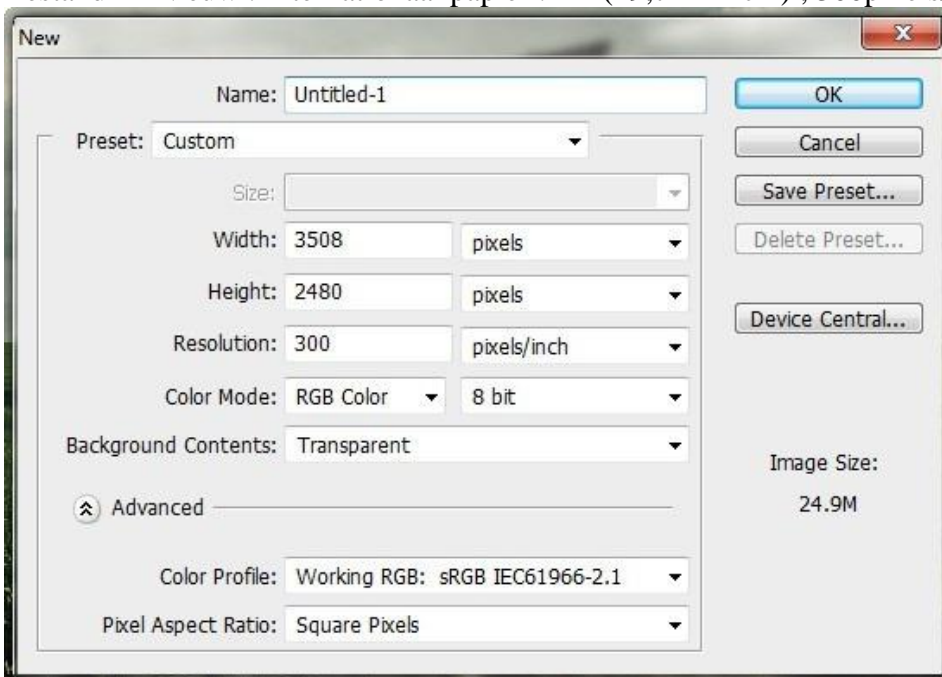 New
Name: Untitled-1
OK
Preset: Custom
Cancel
Size:
Save Preset...
Width: 3508 pixels
Delete Preset...
Height: 2480 pixels
Device Central...
Resolution: 300 pixels/inch
Color Mode: RGB Color 8 bit
Background Contents: Transparent
Image Size:
24.9M
Advanced
Color Profile: Working RGB: sRGB IEC61966-2.1
Pixel Aspect Ratio: Square Pixels